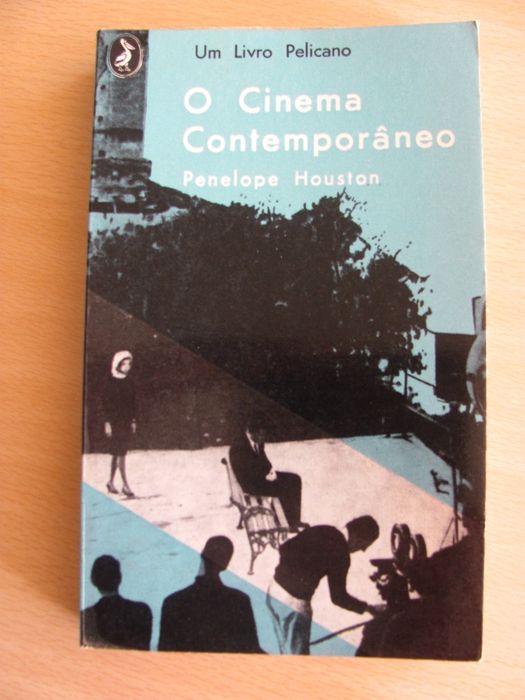 Um Livro Pelicano
O Cinema
Contemporâneo
Penelope Houston